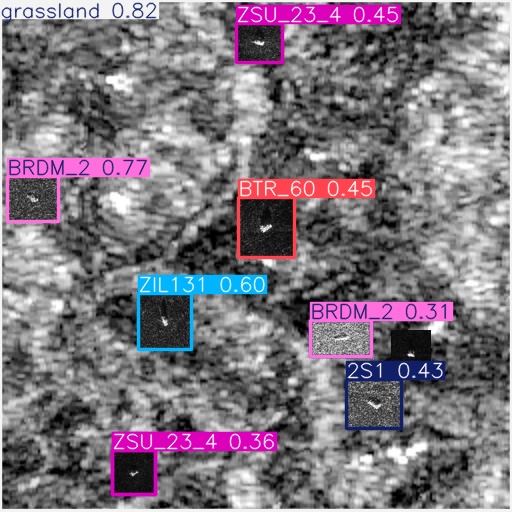 grassland 0.82
ZSU_23_4 0.45
BRDM_2 0.77
BTR_60 0.45
ZIL131 0.60
BRDM_2 0.31
2S1 0.43
ZSU_23_4 0.36